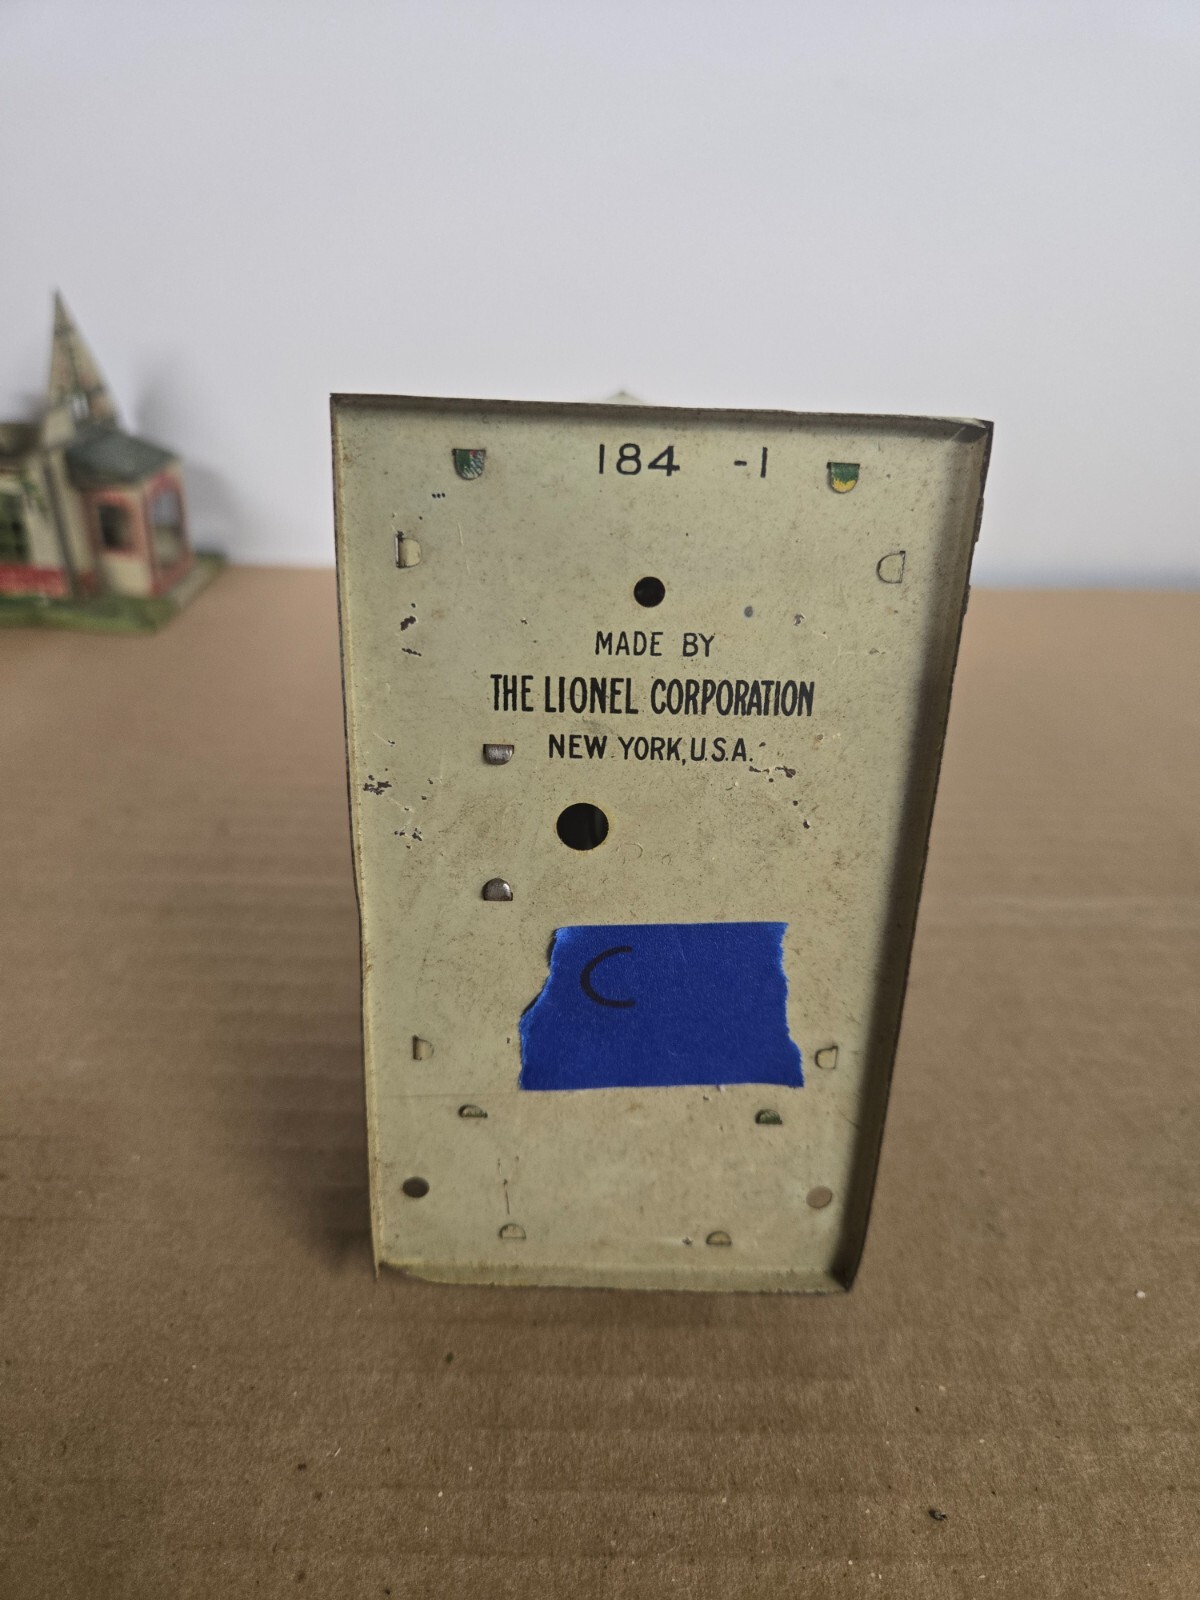 184 -1
MADE BY
THE LIONEL CORPORATION
NEW YORK, U.S.A.
C